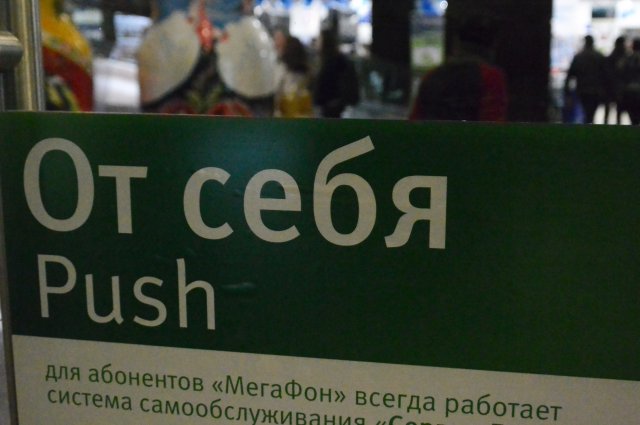 От себя
Push
для абонентов «МегаФон» всегда работает
система самообслуживания